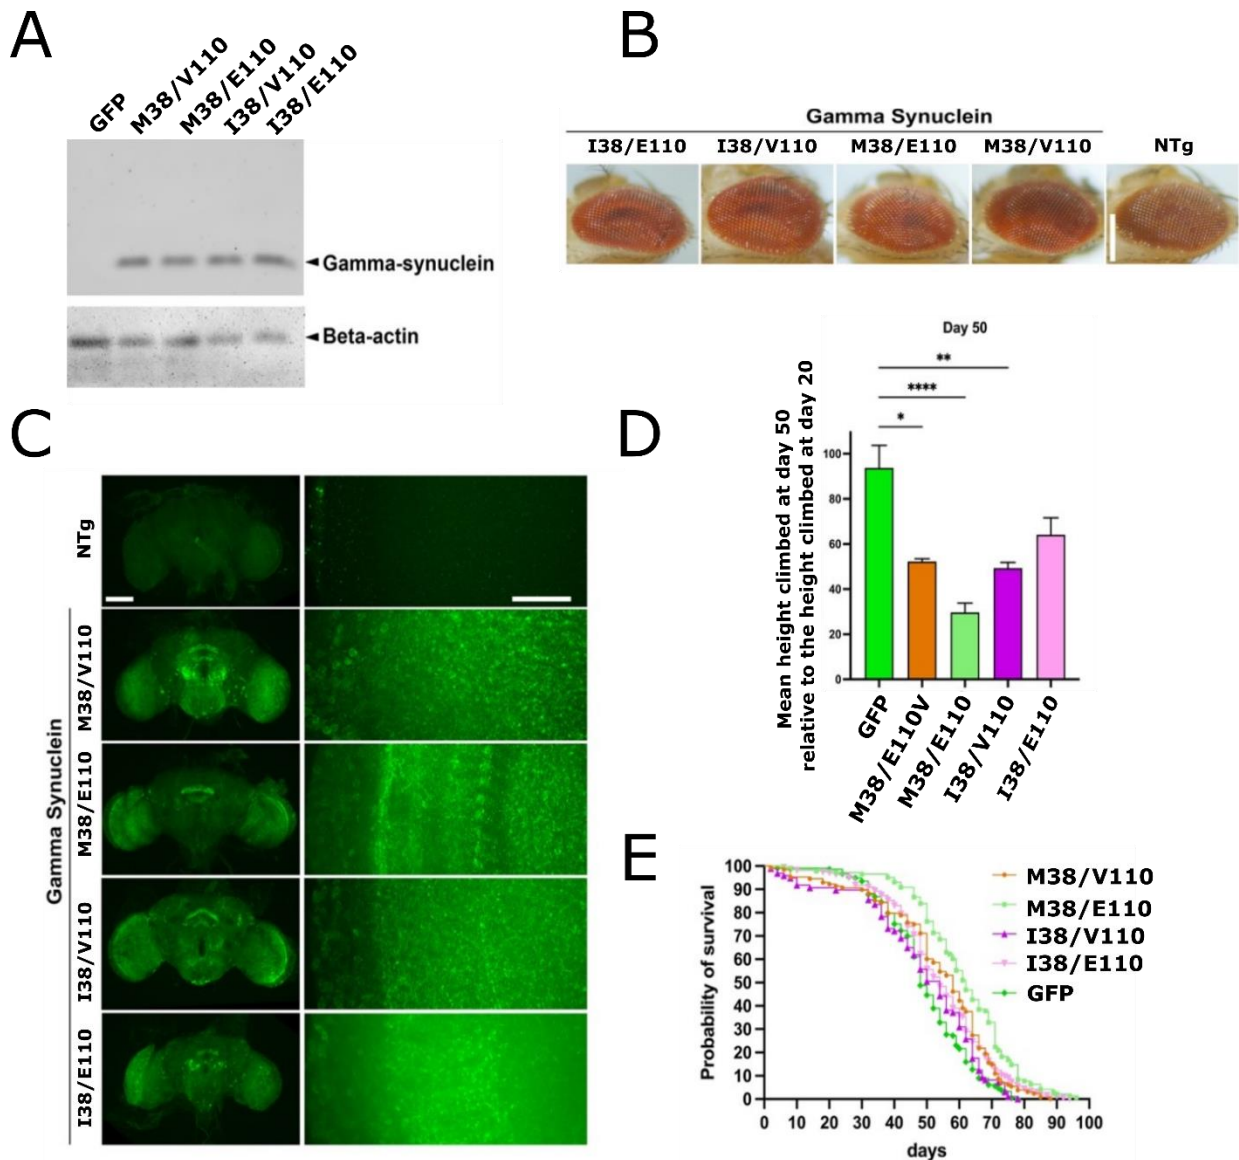 A
GFP
M38/V110
M38/E110
I38/V110
I38/E110
Gamma-synuclein
Beta-actin
B
Gamma Synuclein
I38/E110 I38/V110 M38/E110 M38/V110 NTg
C
NTg
Gamma Synuclein
M38/V110
M38/E110
I38/V110
I38/E110
D
Day 50
**
****
*
Mean height climbed at day 50
relative to the height climbed at day 20
100
80
60
40
20
0
GFP
M38/E110V
M38/E110
I38/V110
I38/E110
E
Probability of survival
100
90
80
70
60
50
40
30
20
10
0
0 10 20 30 40 50 60 70 80 90 100
days
M38/V110
M38/E110
I38/V110
I38/E110
GFP